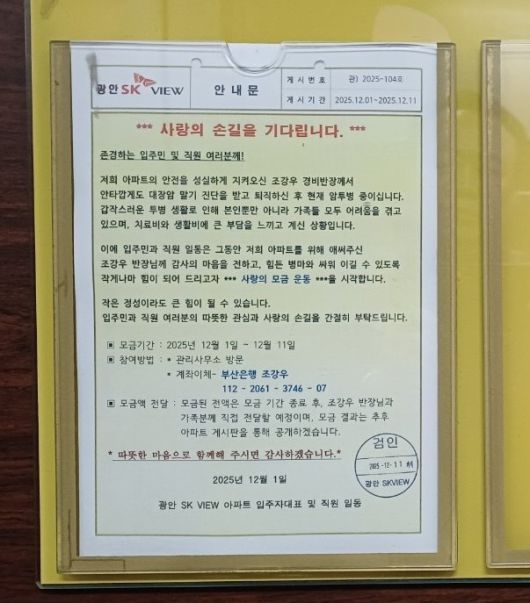 광안 SK VIEW
안 내 문
게 시 번 호
관) 2025-104호
게 시 기 간
2025.12.01~2025.12.11
*** 사랑의 손길을 기다립니다. ***
존경하는 입주민 및 직원 여러분께!
저희 아파트의 안전을 성실하게 지켜오신 조강우 경비반장께서
안타깝게도 대장암 말기 진단을 받고 퇴직하신 후 현재 암투병 중이십니다.
갑작스러운 투병 생활로 인해 본인뿐만 아니라 가족들 모두 어려움을 겪고
있으며, 치료비와 생활비에 큰 부담을 느끼고 계신 상황입니다.
이에 입주민과 직원 일동은 그동안 저희 아파트를 위해 애써주신
조강우 반장님께 감사의 마음을 전하고, 힘든 병마와 싸워 이길 수 있도록
작게나마 힘이 되어 드리고자 *** 사랑의 모금 운동 ***을 시작합니다.
작은 정성이라도 큰 힘이 될 수 있습니다.
입주민과 직원 여러분의 따뜻한 관심과 사랑의 손길을 간절히 부탁드립니다.
▣ 모금기간 : 2025년 12월 1일 ~ 12월 11일
▣ 참여방법 : * 관리사무소 방문
* 계좌이체- 부산은행 조강우
112 - 2061 - 3746 - 07
▣ 모금액 전달 : 모금된 전액은 모금 기간 종료 후, 조강우 반장님과
가족분께 직접 전달할 예정이며, 모금 결과는 추후
아파트 게시판을 통해 공개하겠습니다.
* 따뜻한 마음으로 함께해 주시면 감사하겠습니다.*
검인
2025-12-11
광안 SKVIEW
2025년 12월 1일
광안 SK VIEW 아파트 입주자대표 및 직원 일동